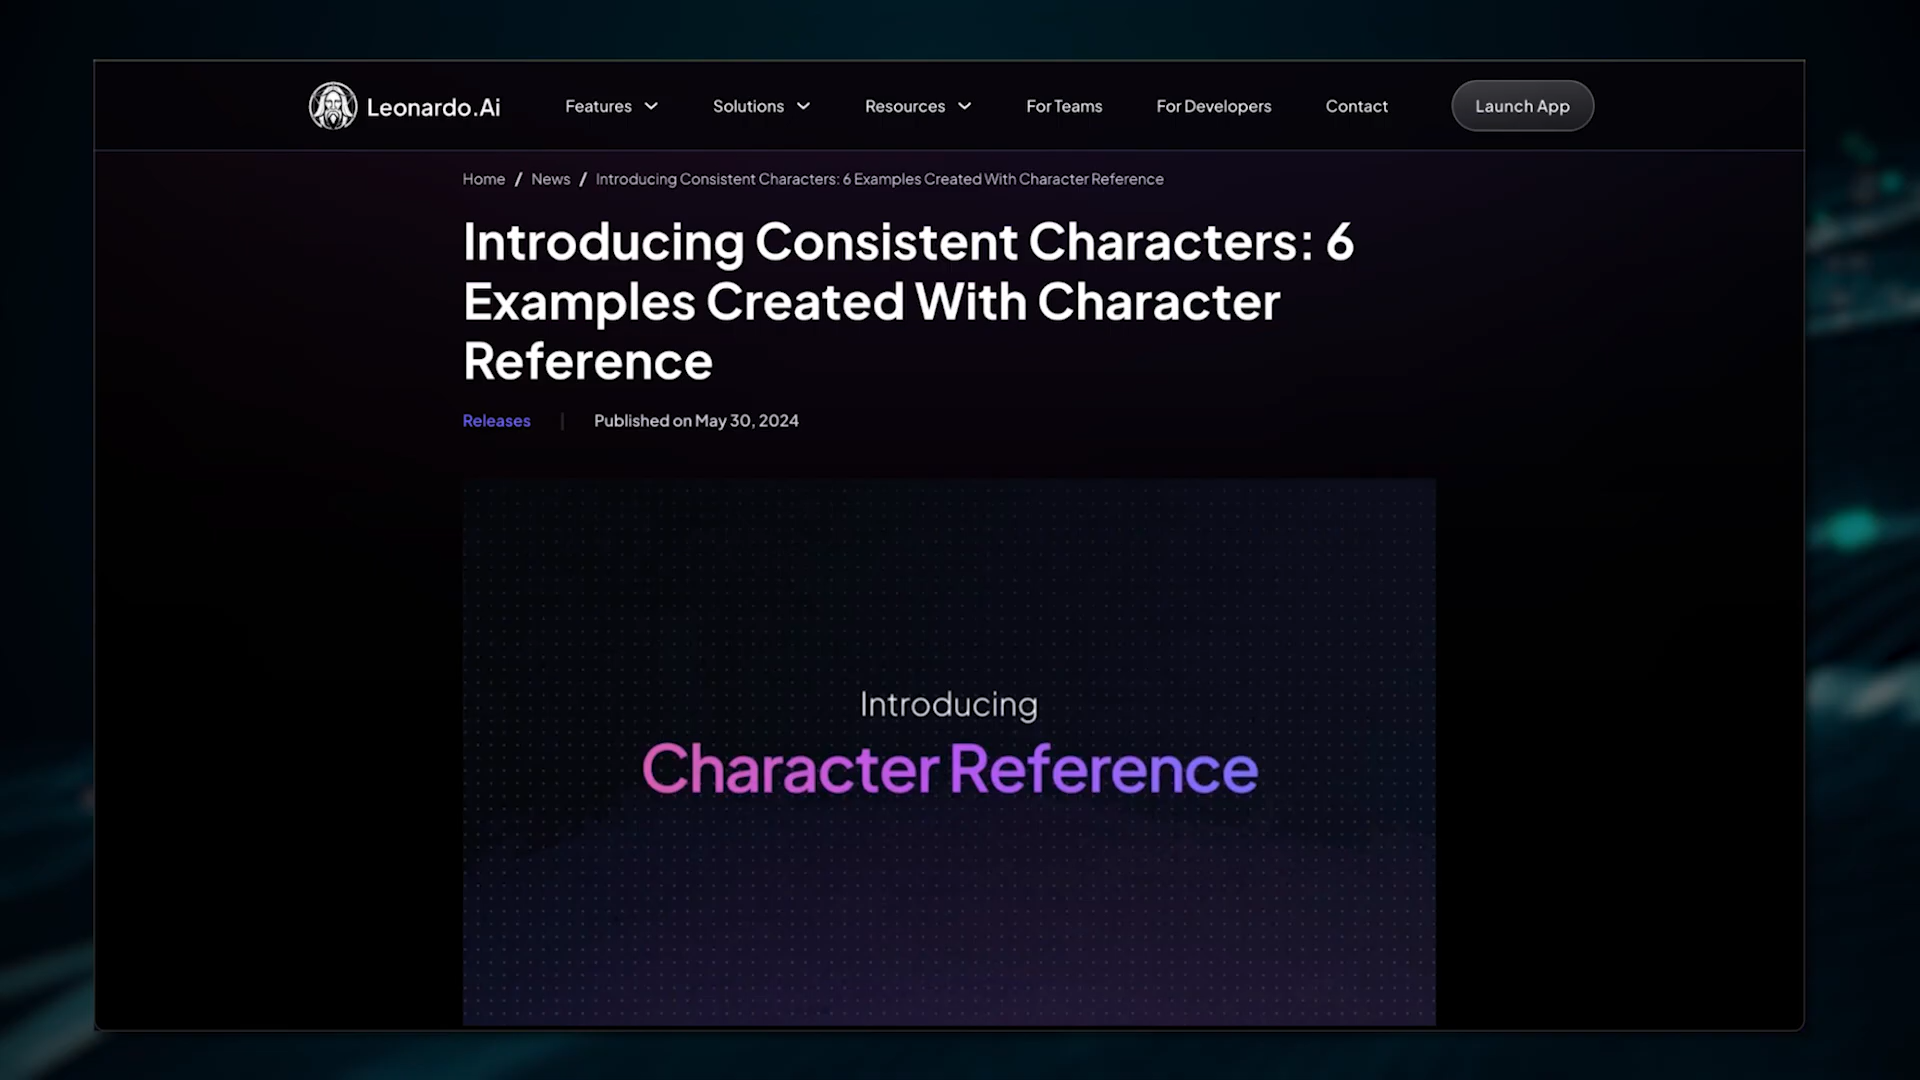 Leonardo.Ai Features Solutions Resources For Teams For Developers Contact Launch App
Home / News / Introducing Consistent Characters: 6 Examples Created With Character Reference
Introducing Consistent Characters: 6
Examples Created With Character
Reference
Releases | Published on May 30, 2024
Introducing
Character Reference